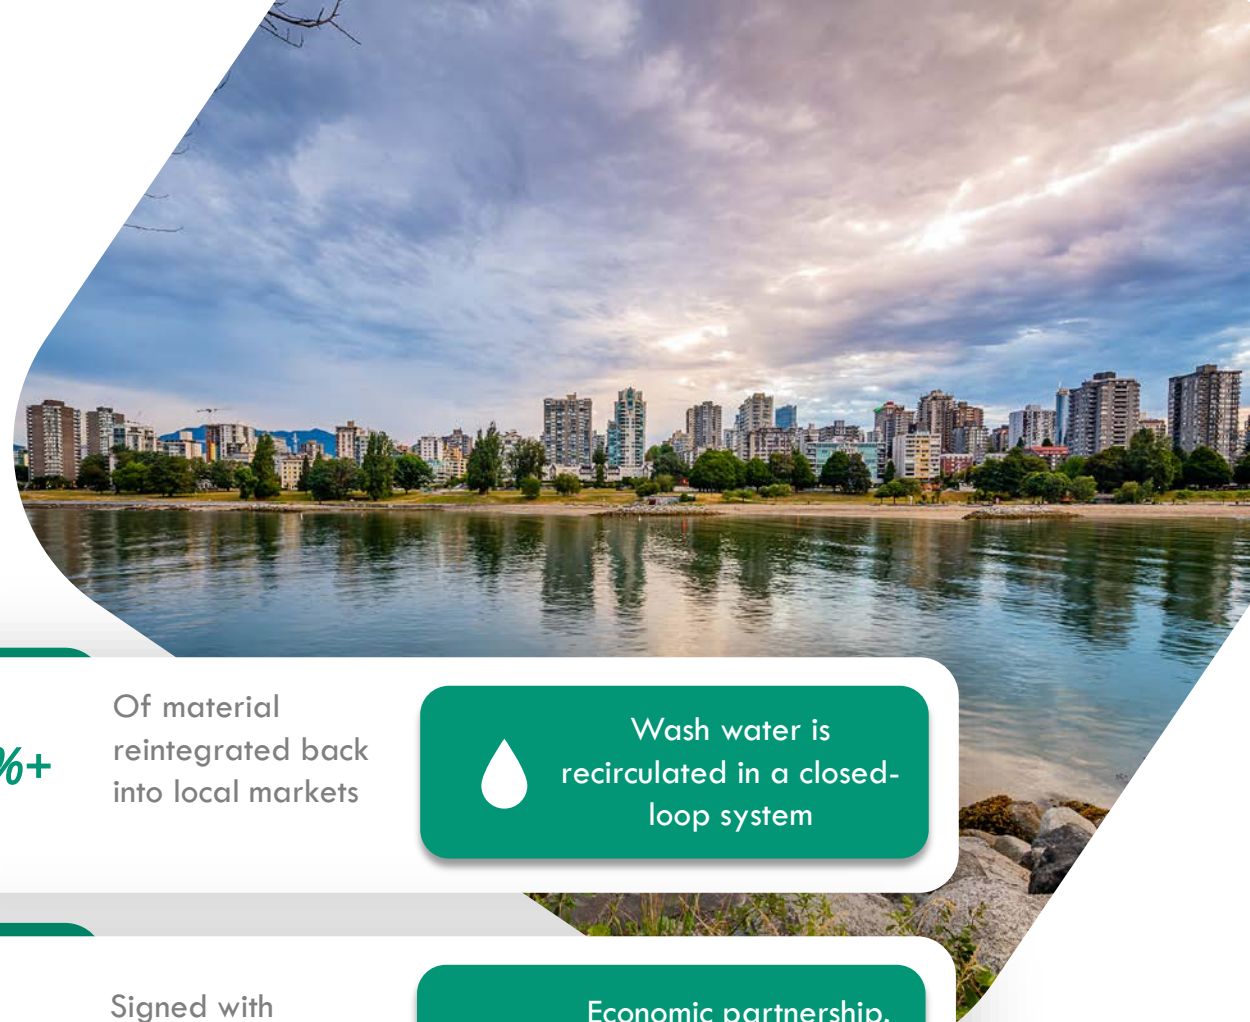 %+
Of material
reintegrated back
into local markets
Wash water is
recirculated in a closed-
loop system
Signed with
Economic partnership,